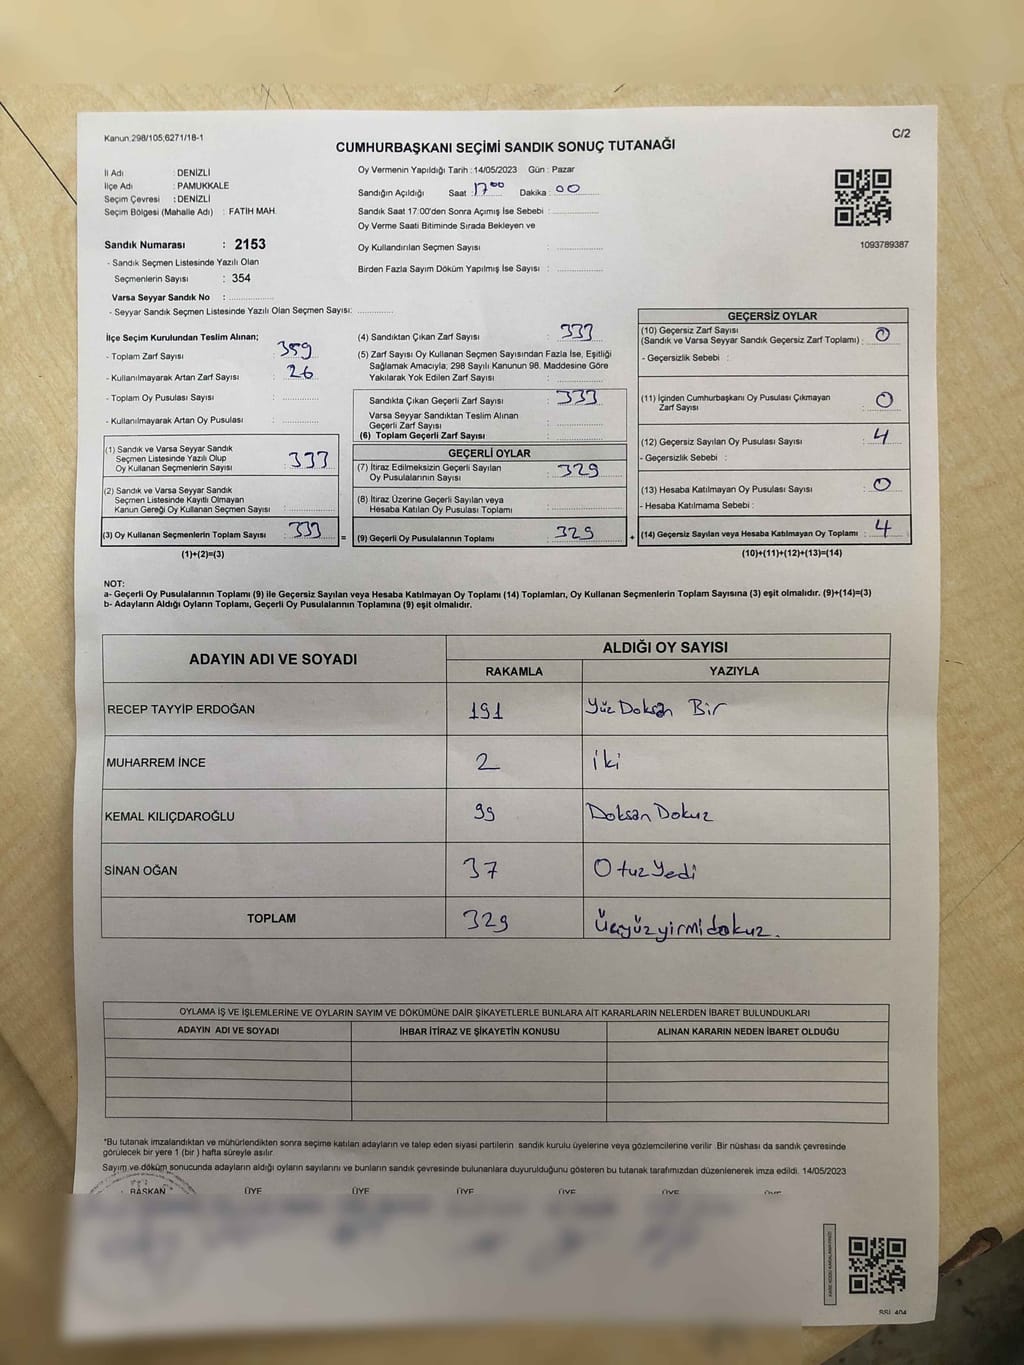 Kanun 298/105,6271/18-1
C/2
CUMHURBAŞKANI SEÇİMİ SANDIK SONUÇ TUTANAĞI
İl Adı : DENİZLİ
İlçe Adı : PAMUKKALE
Seçim Çevresi : DENİZLİ
Seçim Bölgesi (Mahalle Adı) : FATİH MAH.
Sandık Numarası : 2153
- Sandık Seçmen Listesinde Yazılı Olan
Seçmenlerin Sayısı : 354
Varsa Seyyar Sandık No :
- Seyyar Sandık Seçmen Listesinde Yazılı Olan Seçmen Sayısı:
Oy Vermenin Yapıldığı Tarih : 14/05/2023 Gün : Pazar
Sandığın Açıldığı Saat : 17 00 Dakika : 00
Sandık Saat 17:00'den Sonra Açımış İse Sebebi :
Oy Verme Saati Bitiminde Sırada Bekleyen ve
Oy Kullandırılan Seçmen Sayısı :
Birden Fazla Sayım Döküm Yapılmış İse Sayısı :
1093789387
İlçe Seçim Kurulundan Teslim Alınan;
- Toplam Zarf Sayısı : 359
- Kullanılmayarak Artan Zarf Sayısı : 26
- Toplam Oy Pusulası Sayısı :
- Kullanılmayarak Artan Oy Pusulası :
(1) Sandık ve Varsa Seyyar Sandık
Seçmen Listesinde Yazılı Olup
Oy Kullanan Seçmenlerin Sayısı : 333
(2) Sandık ve Varsa Seyyar Sandık
Seçmen Listesinde Kayıtlı Olmayan
Kanun Gereği Oy Kullanan Seçmen Sayısı :
(3) Oy Kullanan Seçmenlerin Toplam Sayısı : 333
=
(1)+(2)=(3)
(4) Sandıktan Çıkan Zarf Sayısı : 333
(5) Zarf Sayısı Oy Kullanan Seçmen Sayısından Fazla İse, Eşitliği
Sağlamak Amacıyla; 298 Sayılı Kanunun 98. Maddesine Göre
Yakılarak Yok Edilen Zarf Sayısı :
Sandıkta Çıkan Geçerli Zarf Sayısı : 333
Varsa Seyyar Sandıktan Teslim Alınan
Geçerli Zarf Sayısı :
(6) Toplam Geçerli Zarf Sayısı :
GEÇERLİ OYLAR
(7) İtiraz Edilmeksizin Geçerli Sayılan
Oy Pusulalarının Sayısı : 329
(8) İtiraz Üzerine Geçerli Sayılan veya
Hesaba Katılan Oy Pusulası Toplamı :
(9) Geçerli Oy Pusulalarının Toplamı : 329
+
GEÇERSİZ OYLAR
(10) Geçersiz Zarf Sayısı
(Sandık ve Varsa Seyyar Sandık Geçersiz Zarf Toplamı) : 0
- Geçersizlik Sebebi :
(11) İçinden Cumhurbaşkanı Oy Pusulası Çıkmayan
Zarf Sayısı : 0
(12) Geçersiz Sayılan Oy Pusulası Sayısı : 4
- Geçersizlik Sebebi :
(13) Hesaba Katılmayan Oy Pusulası Sayısı : 0
- Hesaba Katılmama Sebebi :
(14) Geçersiz Sayılan veya Hesaba Katılmayan Oy Toplamı : 4
(10)+(11)+(12)+(13)=(14)
NOT:
a- Geçerli Oy Pusulalarının Toplamı (9) ile Geçersiz Sayılan veya Hesaba Katılmayan Oy Toplamı (14) Toplamları, Oy Kullanan Seçmenlerin Toplam Sayısına (3) eşit olmalıdır. (9)+(14)=(3)
b- Adayların Aldığı Oyların Toplamı, Geçerli Oy Pusulalarının Toplamına (9) eşit olmalıdır.
ADAYIN ADI VE SOYADI
ALDIĞI OY SAYISI
RAKAMLA YAZIYLA
RECEP TAYYİP ERDOĞAN 191 Yüz Doksan Bir
MUHARREM İNCE 2 iki
KEMAL KILIÇDAROĞLU 99 Doksan Dokuz
SİNAN OĞAN 37 Otuz Yedi
TOPLAM 329 Üçyüzyirmidokuz.
OYLAMA İŞ VE İŞLEMLERİNE VE OYLARIN SAYIM VE DÖKÜMÜNE DAİR ŞİKAYETLERLE BUNLARA AİT KARARLARIN NELERDEN İBARET BULUNDUKLARI
ADAYIN ADI VE SOYADI İHBAR İTİRAZ VE ŞİKAYETİN KONUSU ALINAN KARARIN NEDEN İBARET OLDUĞU
*Bu tutanak imzalandıktan ve mühürlendikten sonra seçime katılan adayların ve talep eden siyasi partilerin sandık kurulu üyelerine veya gözlemcilerine verilir. Bir nüshası da sandık çevresinde
görülecek bir yere 1 (bir ) hafta süreyle asılır.
Sayım ve döküm sonucunda adayların aldığı oyların sayılarını ve bunların sandık çevresinde bulunanlara duyurulduğunu gösteren bu tutanak tarafımızdan düzenlenerek imza edildi. 14/05/2023
BAŞKAN ÜYE ÜYE ÜYE ÜYE ÜYE ÜYE